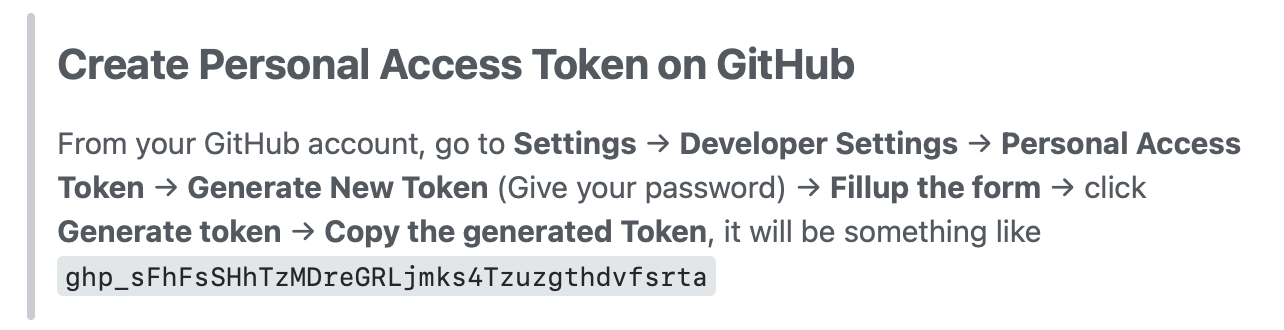 Create Personal Access Token on GitHub
From your GitHub account, go to Settings → Developer Settings → Personal Access
Token → Generate New Token (Give your password) → Fillup the form → click
Generate token → Copy the generated Token, it will be something like
ghp_sFhFsSHhTzMDreGRLjmks4Tzuzgthdvfsrta